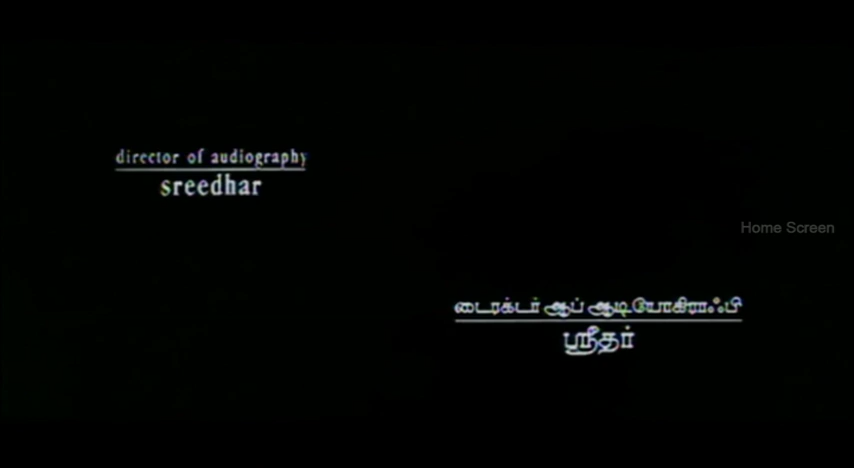 director of audiography
sreedhar
Home Screen
டைரக்டர் ஆப் ஆடியோகிராஃபி
ஸ்ரீதர்